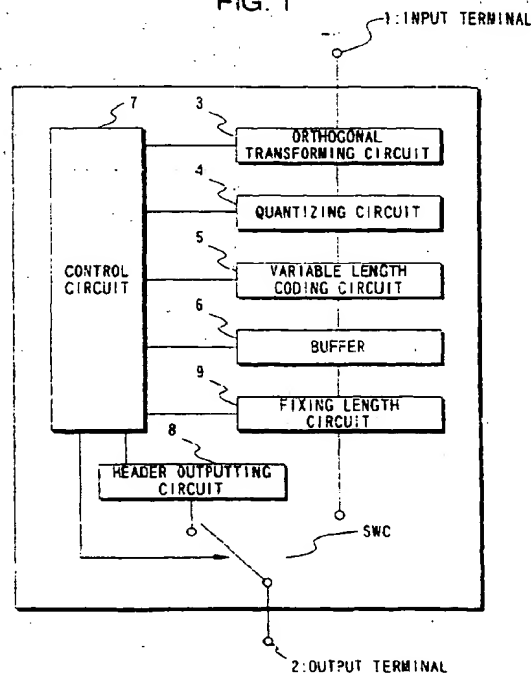 FIG. 1
1:INPUT TERMINAL
7
3
ORTHOGONAL
TRANSFORMING CIRCUIT
4
QUANTIZING CIRCUIT
5
VARIABLE LENGTH
CODING CIRCUIT
CONTROL
CIRCUIT
6
BUFFER
9
FIXING LENGTH
CIRCUIT
8
HEADER OUTPUTTING
CIRCUIT
SWC
2:OUTPUT TERMINAL